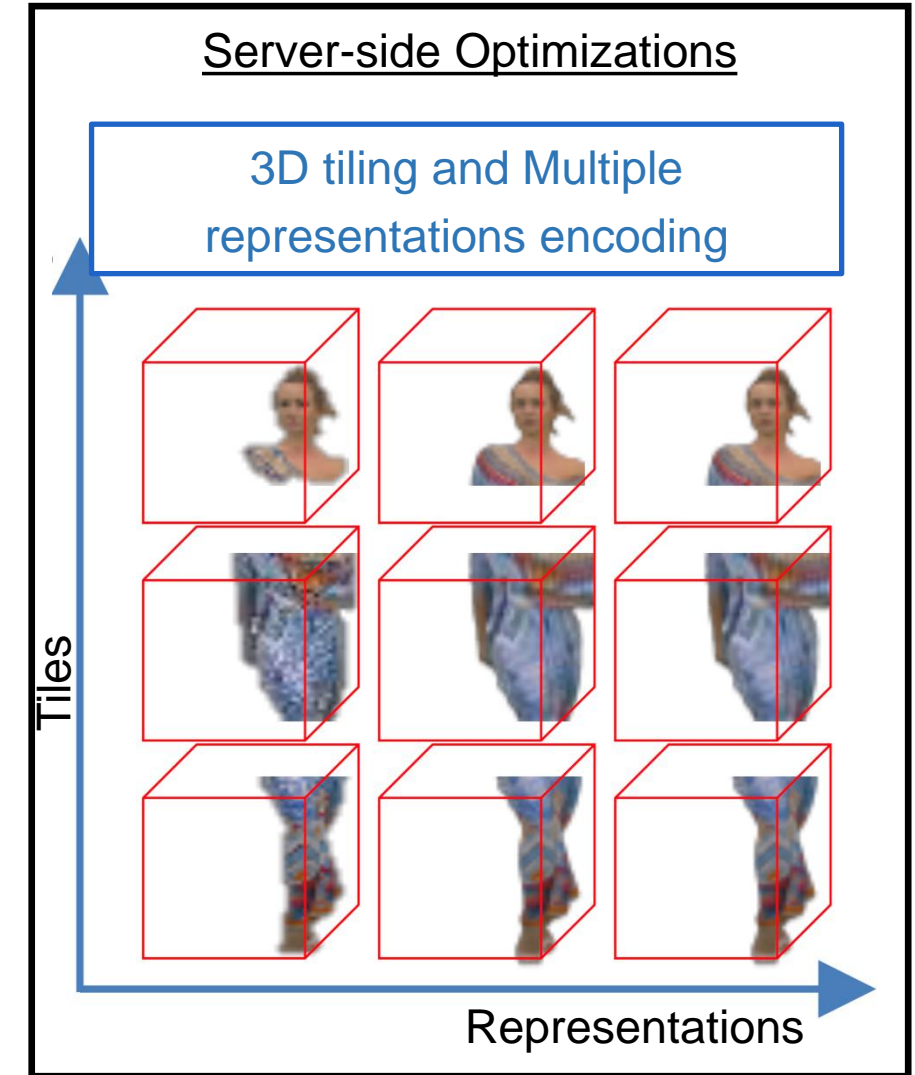 Server-side Optimizations
3D tiling and Multiple
representations encoding
Tiles
Representations